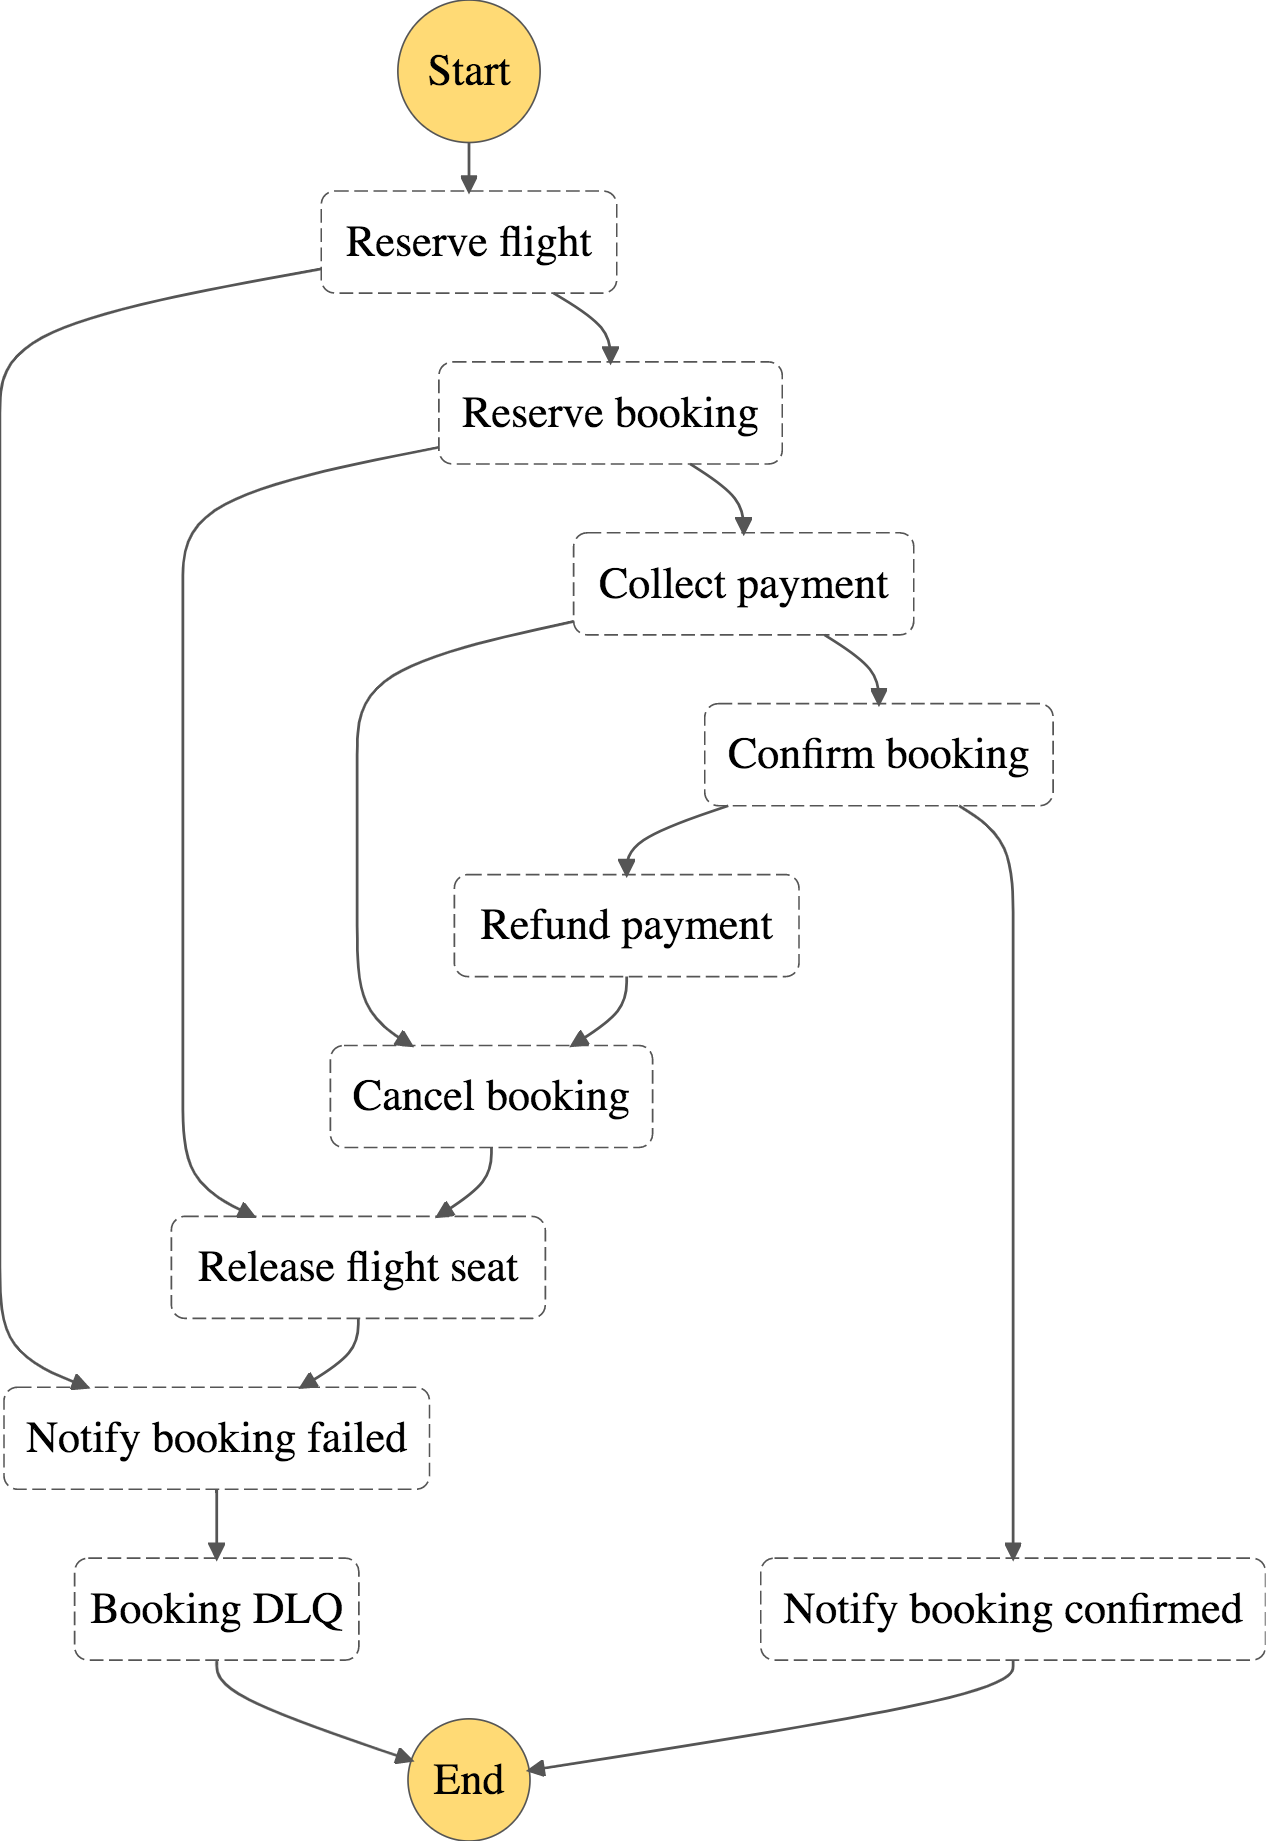 Start
Reserve flight
Reserve booking
Collect payment
Confirm booking
Refund payment
Cancel booking
Release flight seat
Notify booking failed
Booking DLQ
Notify booking confirmed
End